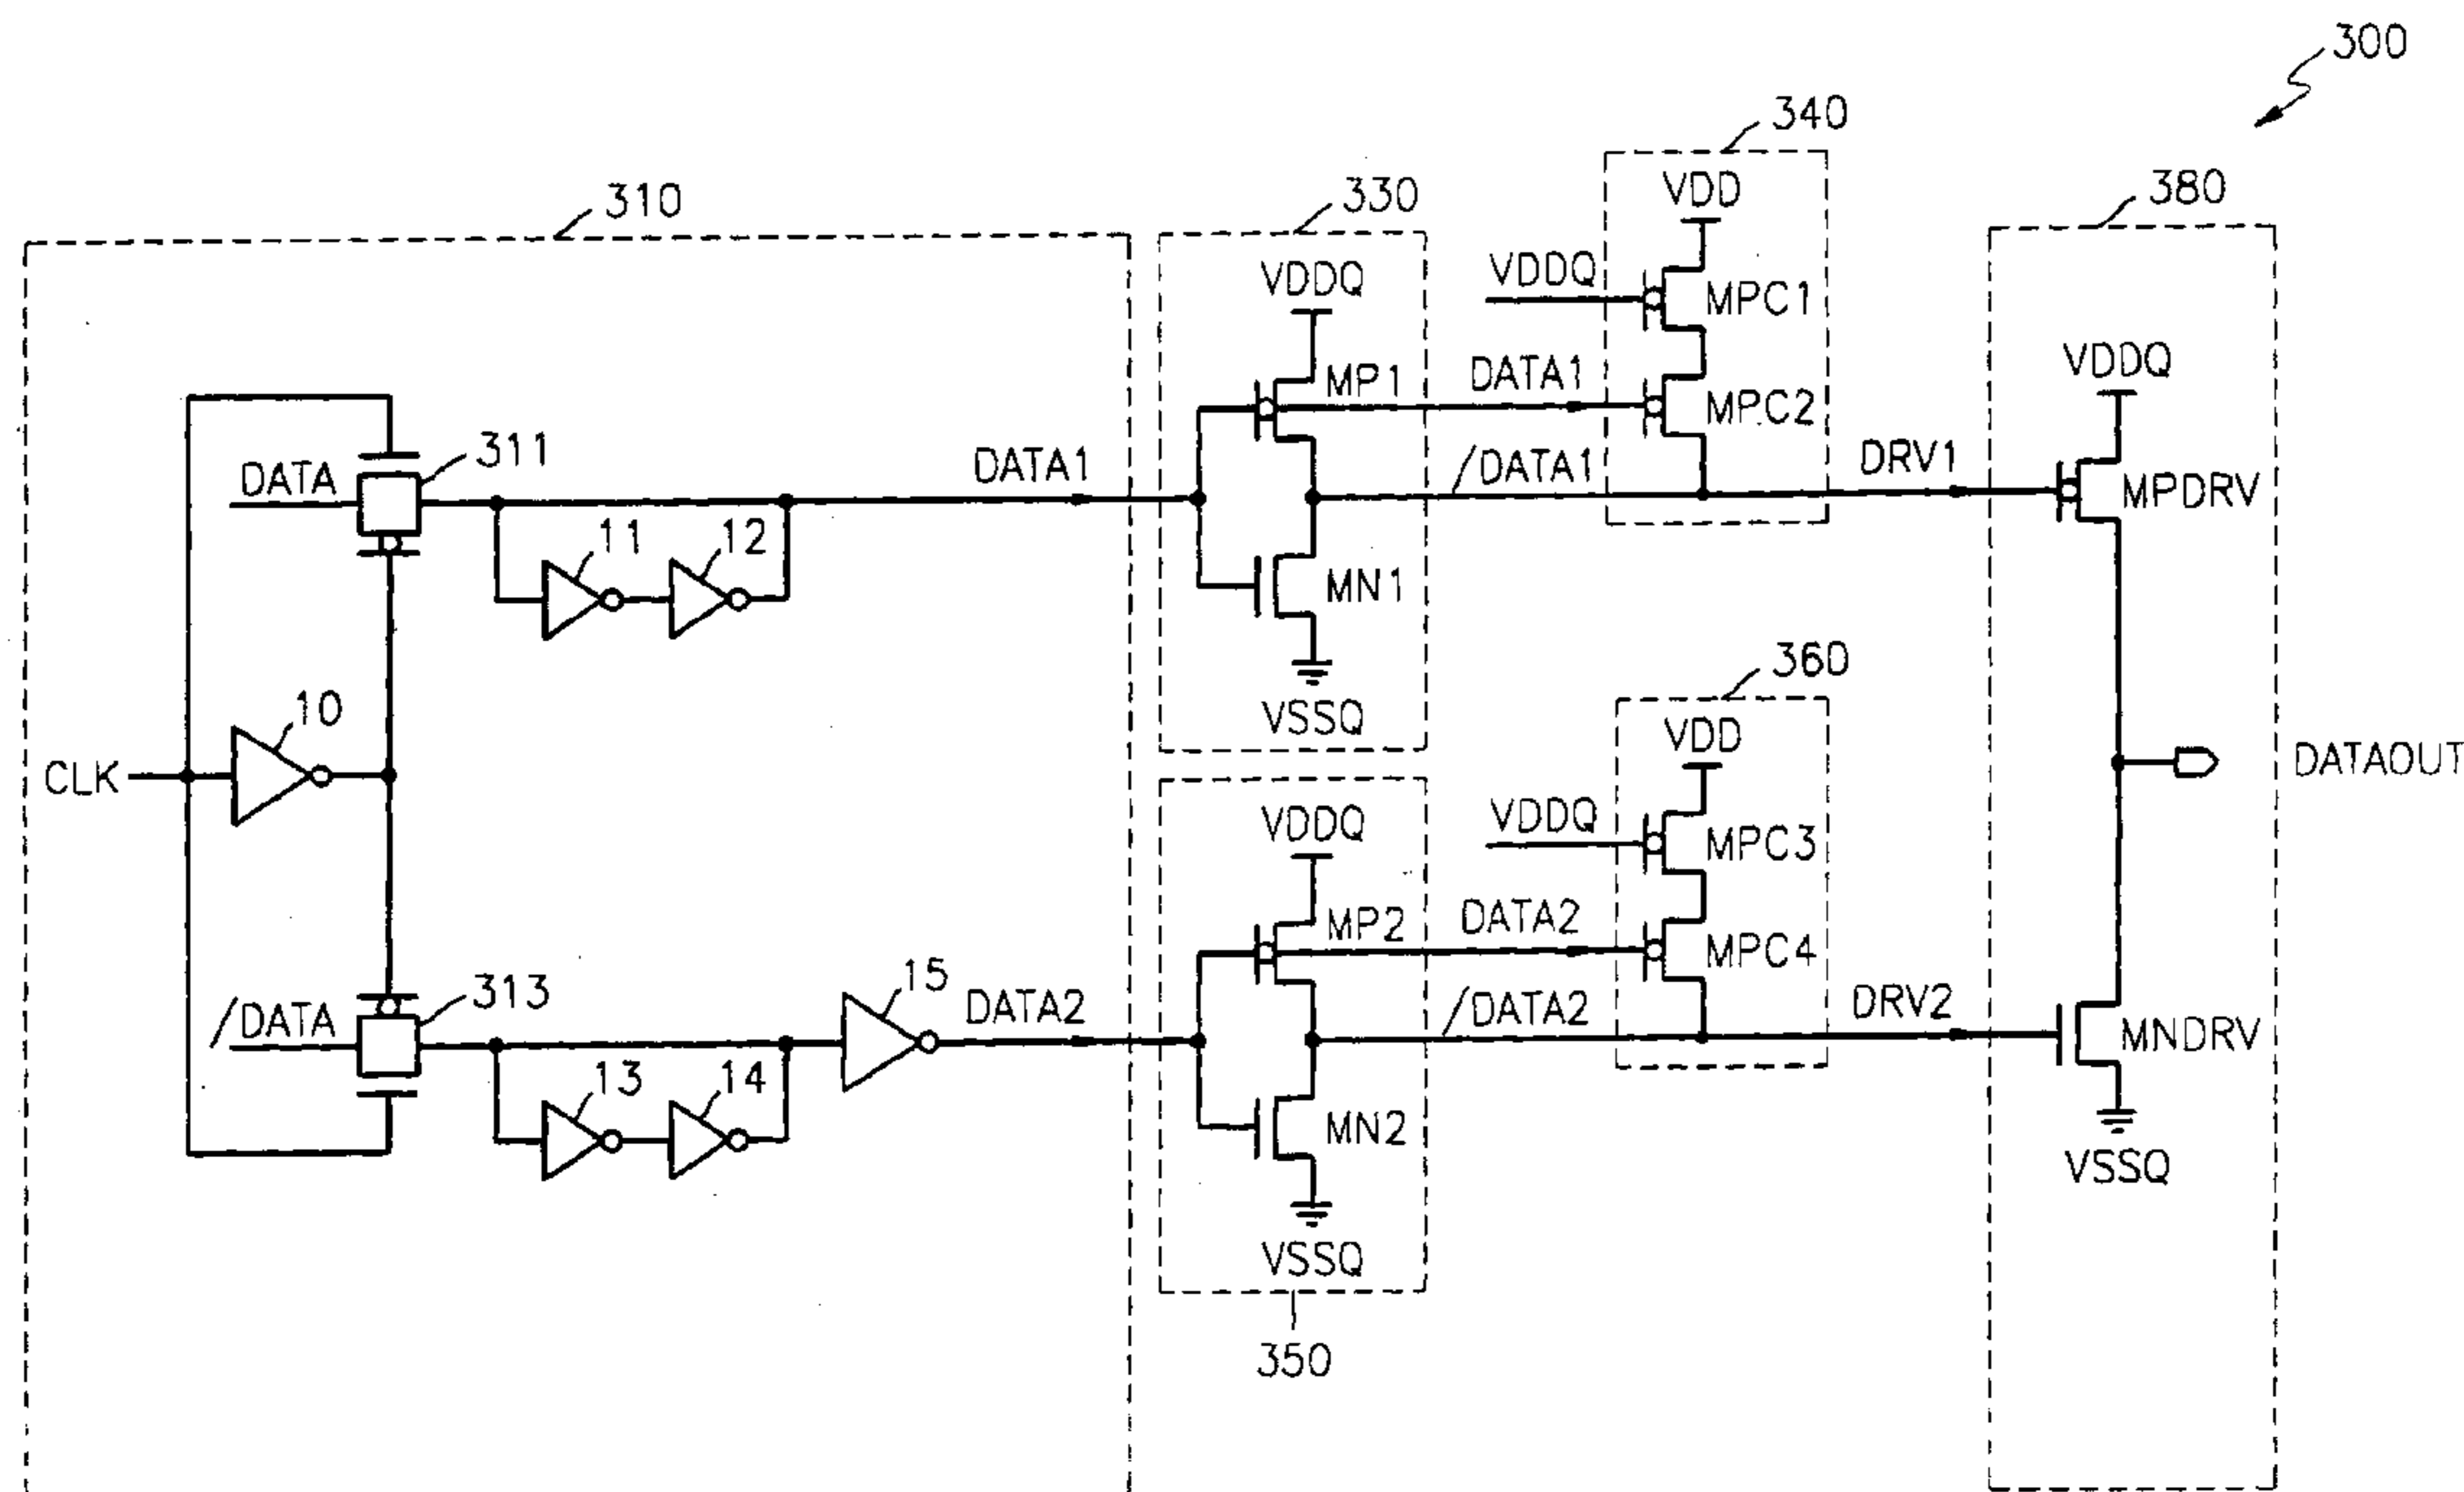 300
340
310
330
VDD
380
VDDQ
VDDQ
MPC1
VDDQ
MP1
DATA1
MPC2
DATA
311
DATA1
/DATA1
DRV1
MPDRV
11
12
MN1
360
10
VSSQ
VDD
CLK
DATAOUT
VDDQ
VDDQ
MPC3
MP2
DATA2
MPC4
/DATA
313
15
DATA2
/DATA2
DRV2
MNDRV
13
14
MN2
VSSQ
VSSQ
350